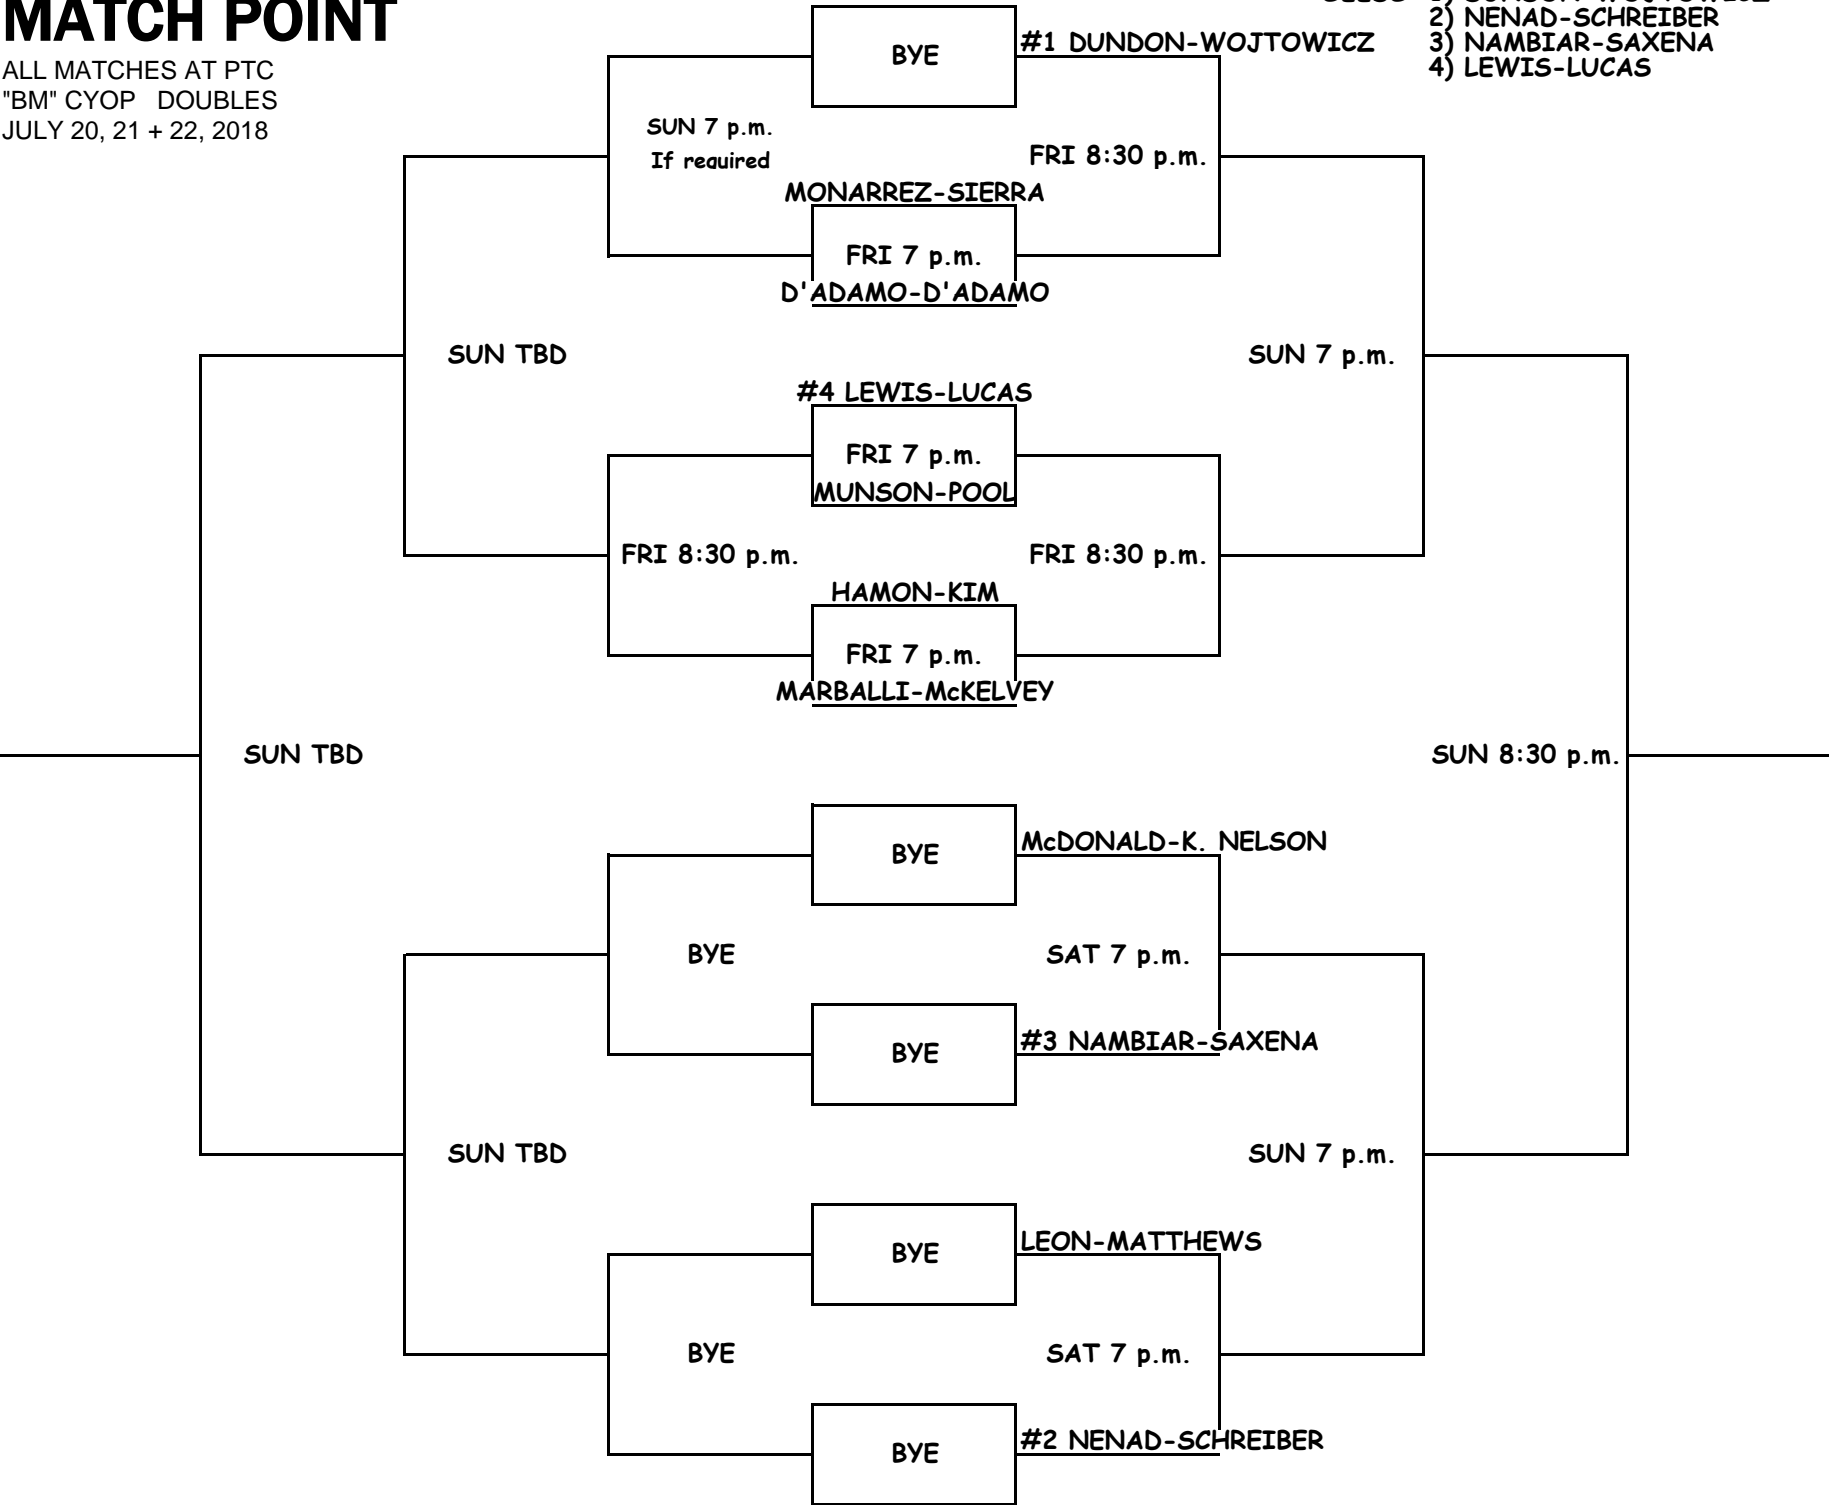 MATCH POINT
ALL MATCHES AT PTC
"BM" CYOP DOUBLES
JULY 20, 21 + 22, 2018
2) NENAD-SCHREIBER
3) NAMBIAR-SAXENA
4) LEWIS-LUCAS
BYE
#1 DUNDON-WOJTOWICZ
SUN 7 p.m.
If required
FRI 8:30 p.m.
MONARREZ-SIERRA
FRI 7 p.m.
D'ADAMO-D'ADAMO
SUN TBD
SUN 7 p.m.
#4 LEWIS-LUCAS
FRI 7 p.m.
MUNSON-POOL
FRI 8:30 p.m.
FRI 8:30 p.m.
HAMON-KIM
FRI 7 p.m.
MARBALLI-McKELVEY
SUN TBD
SUN 8:30 p.m.
BYE
McDONALD-K. NELSON
BYE
SAT 7 p.m.
BYE
#3 NAMBIAR-SAXENA
SUN TBD
SUN 7 p.m.
BYE
LEON-MATTHEWS
BYE
SAT 7 p.m.
BYE
#2 NENAD-SCHREIBER